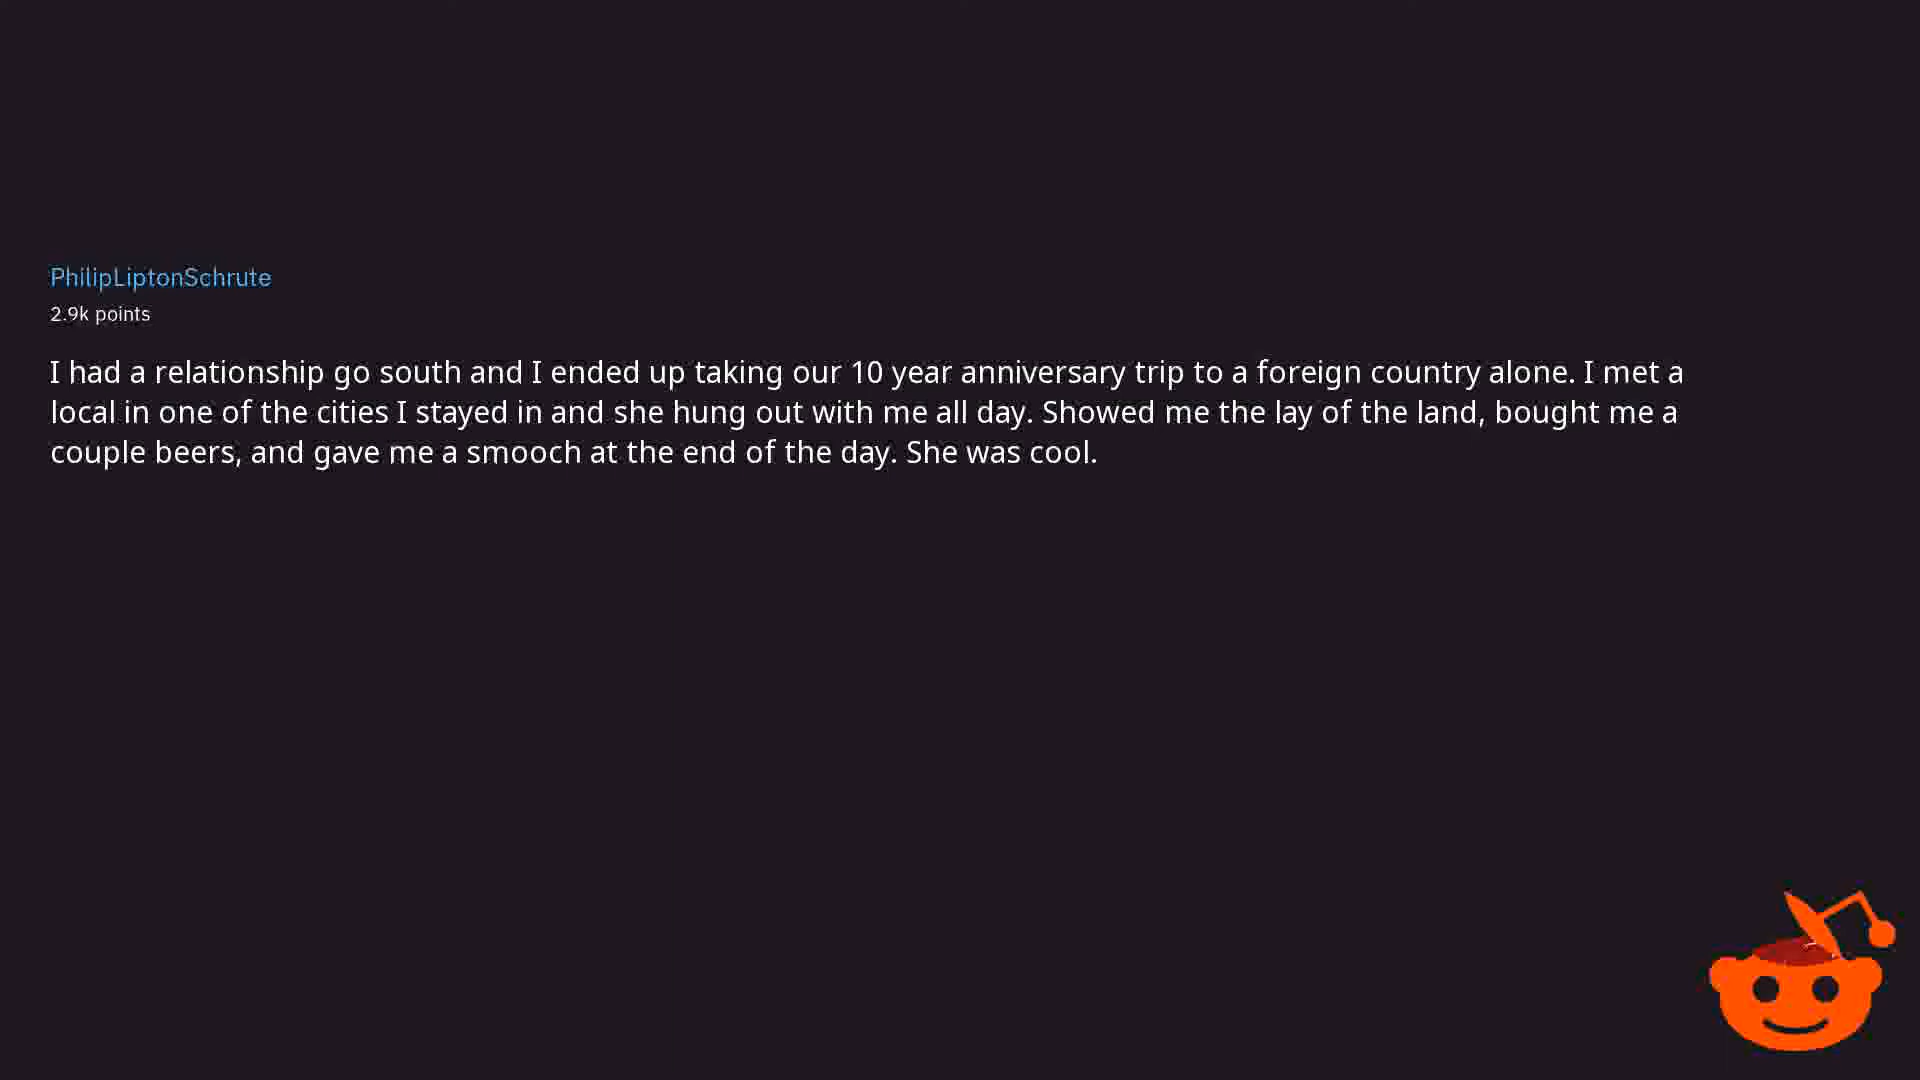 PhilipLiptonSchrute
2.9k points
I had a relationship go south and I ended up taking our 10 year anniversary trip to a foreign country alone. I met a
local in one of the cities I stayed in and she hung out with me all day. Showed me the lay of the land, bought me a
couple beers, and gave me a smooch at the end of the day. She was cool.